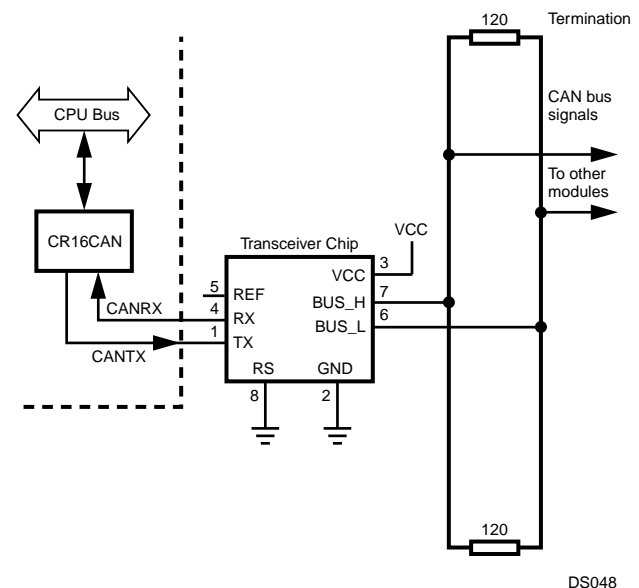 120
Termination
CAN bus
signals
To other
modules
CPU Bus
CR16CAN
CANRX
CANTX
Transceiver Chip
VCC
5
REF
4
RX
1
TX
VCC
3
BUS_H
7
BUS_L
6
RS
GND
8
2
120
DS048